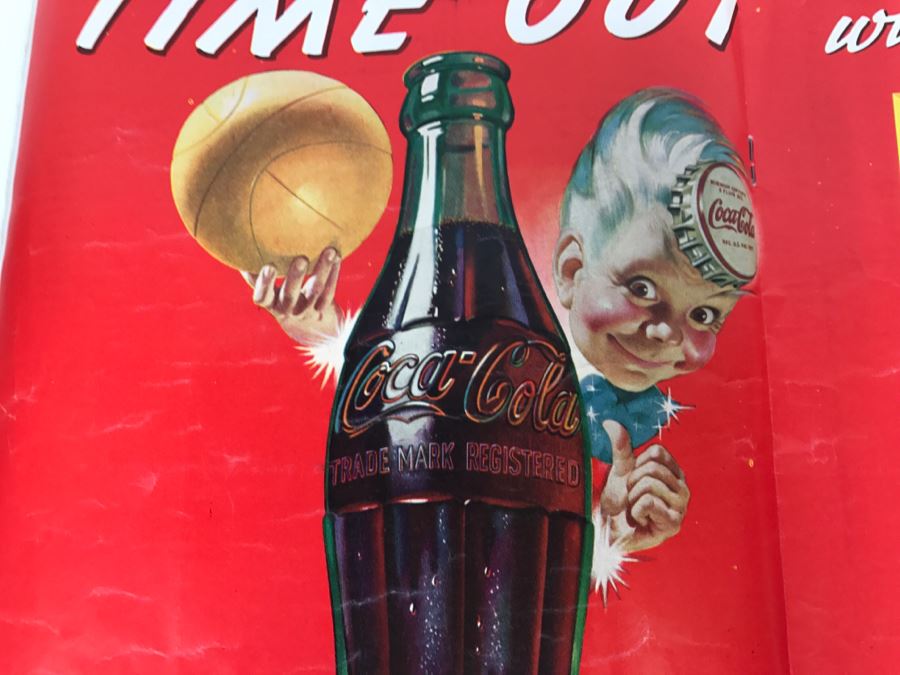 TIME OUT
Coca-Cola
Coca-Cola
TRADE MARK REGISTERED